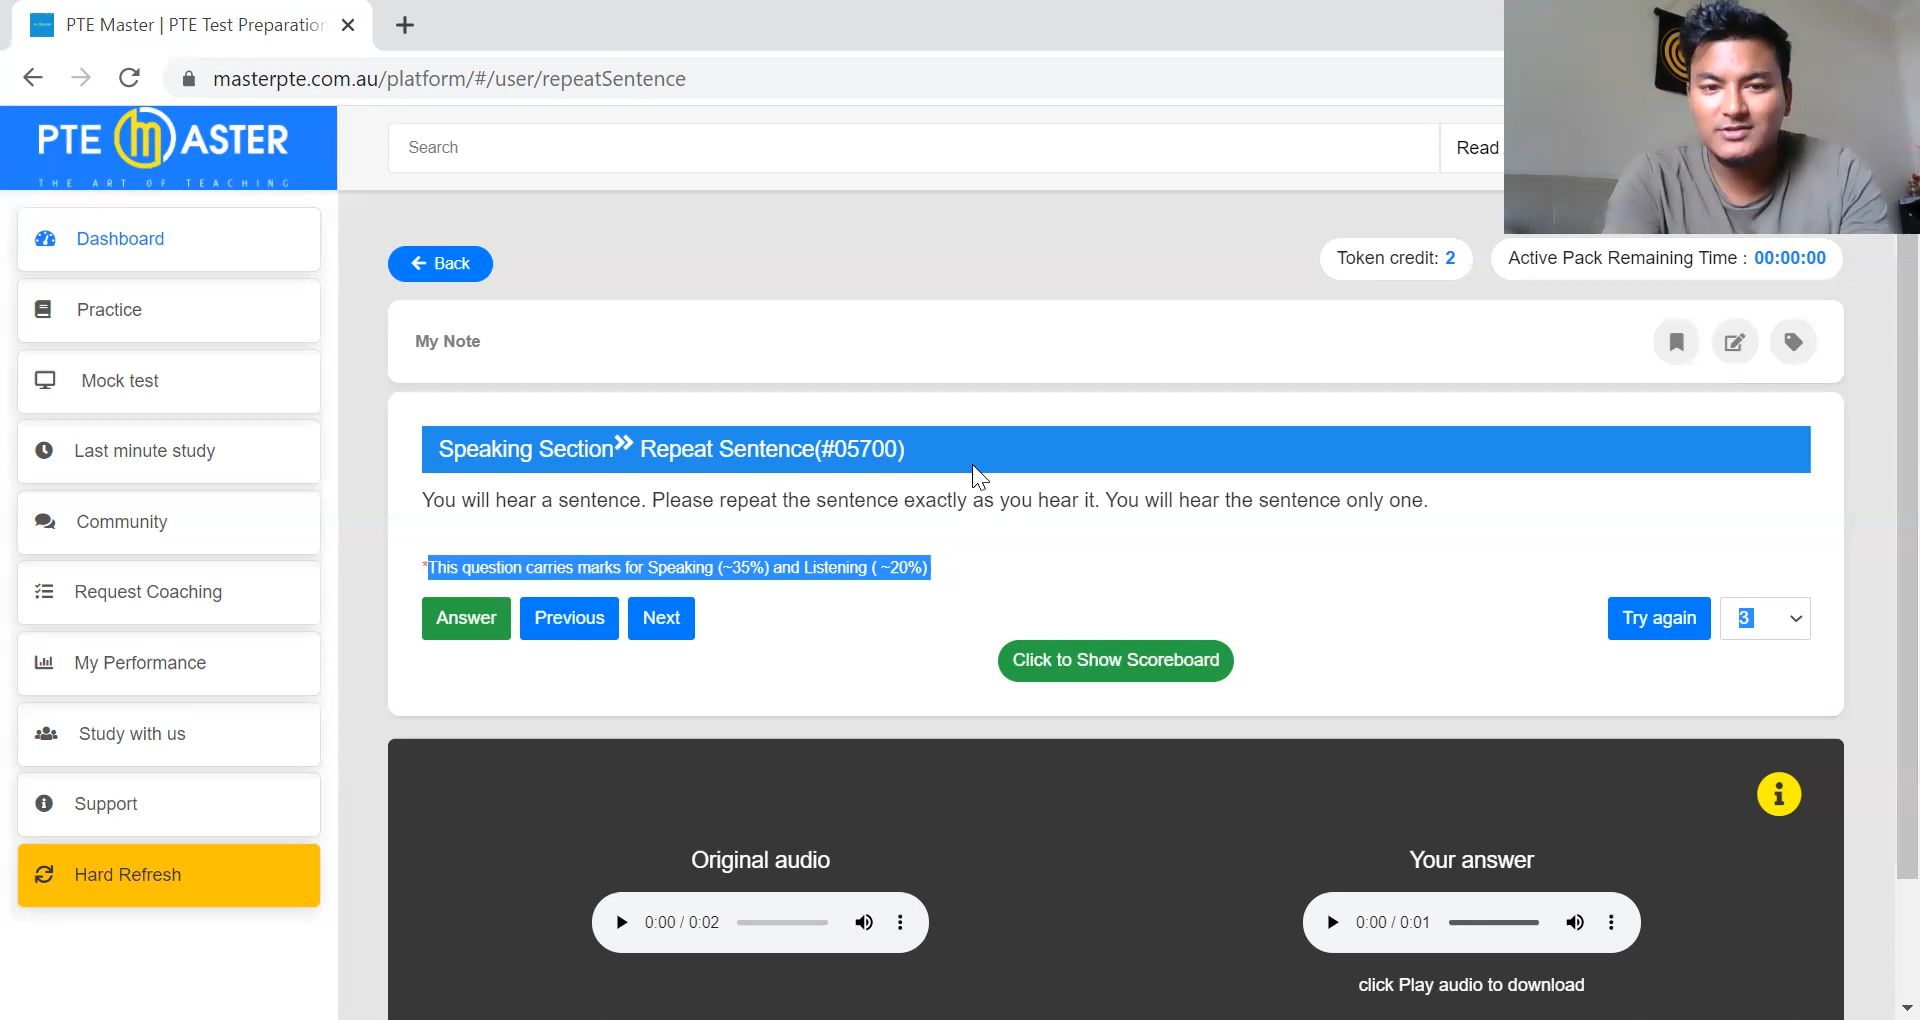 PTE Master | PTE Test Preparation
masterpte.com.au/platform/#/user/repeatSentence
PTE MASTER
THE ART OF TEACHING
Search
Read
Dashboard
Practice
Mock test
Last minute study
Community
Request Coaching
My Performance
Study with us
Support
Hard Refresh
Back
Token credit: 2
Active Pack Remaining Time : 00:00:00
My Note
Speaking Section» Repeat Sentence(#05700)
You will hear a sentence. Please repeat the sentence exactly as you hear it. You will hear the sentence only one.
*This question carries marks for Speaking (~35%) and Listening ( ~20%)
Answer
Previous
Next
Try again
3
Click to Show Scoreboard
Original audio
Your answer
0:00 / 0:02
0:00 / 0:01
click Play audio to download